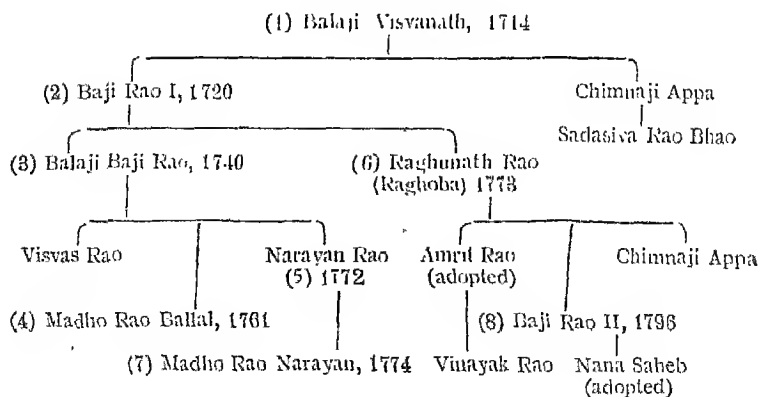 (1) Balaji Visvanath, 1714
(2) Baji Rao I, 1720 Chimnaji Appa
Sadasiva Rao Bhao
(3) Balaji Baji Rao, 1740 (6) Raghunath Rao
(Raghoba) 1773
Visvas Rao Narayan Rao Amrit Rao Chimnaji Appa
(5) 1772 (adopted)
(4) Madho Rao Ballal, 1761 (8) Baji Rao II, 1796
(7) Madho Rao Narayan, 1774 Vinayak Rao Nana Saheb
(adopted)